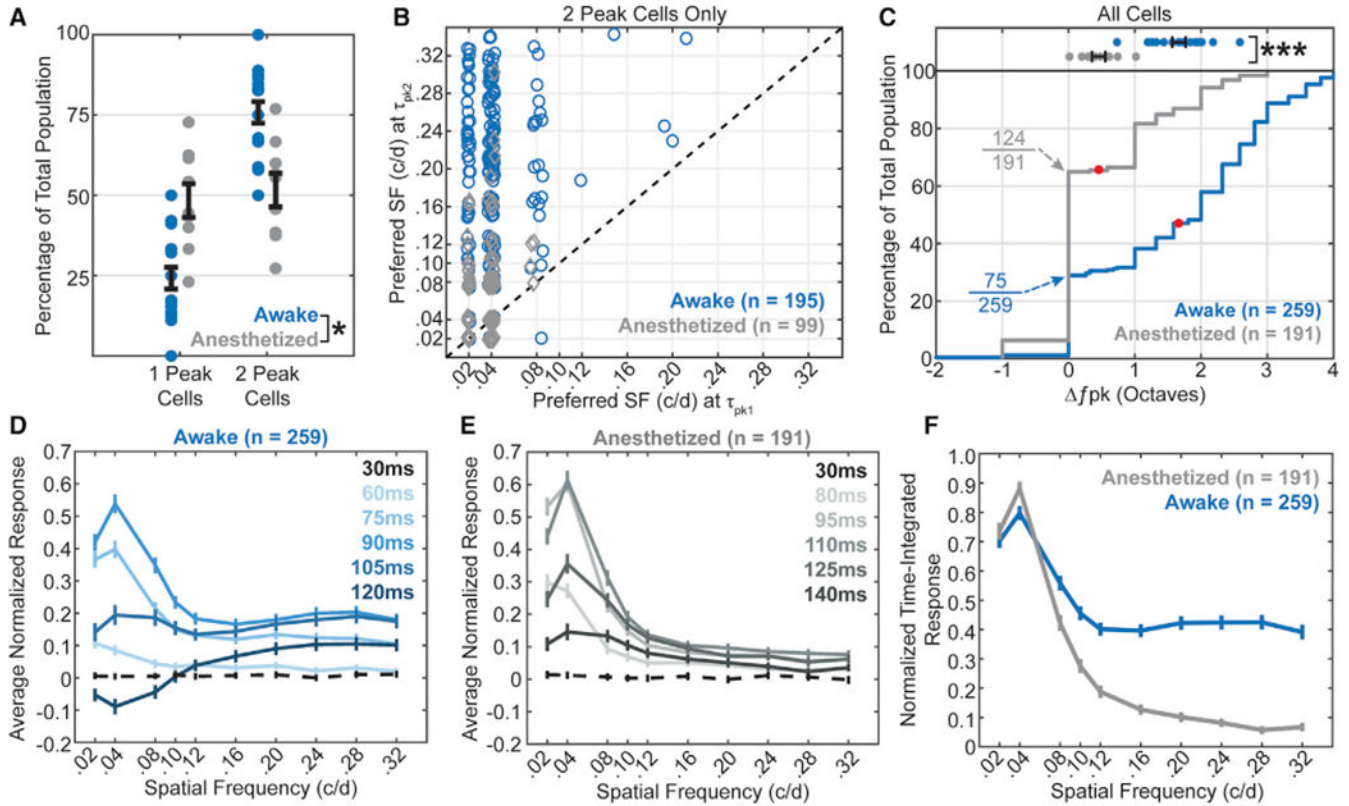 A
Percentage of Total Population
100
75
50
25
Awake
Anesthetized
*
1 Peak
Cells
2 Peak
Cells
B
2 Peak Cells Only
Preferred SF (c/d) at τpk2
.32
.28
.24
.20
.16
.12
.10
.08
.04
.02
Awake (n = 195)
Anesthetized (n = 99)
.02 .04 .08 .10 .12 .16 .20 .24 .28 .32
Preferred SF (c/d) at τpk1
C
All Cells
***
Percentage of Total Population
100
80
60
40
20
0
124
191
75
259
Awake (n = 259)
Anesthetized (n = 191)
-2 -1 0 1 2 3 4
Δfpk (Octaves)
D
Awake (n = 259)
Average Normalized Response
0.7
0.6
0.5
0.4
0.3
0.2
0.1
0
-0.1
-0.2
30ms
60ms
75ms
90ms
105ms
120ms
.02 .04 .08 .10 .12 .16 .20 .24 .28 .32
Spatial Frequency (c/d)
E
Anesthetized (n = 191)
Average Normalized Response
0.7
0.6
0.5
0.4
0.3
0.2
0.1
0
-0.1
-0.2
30ms
80ms
95ms
110ms
125ms
140ms
.02 .04 .08 .10 .12 .16 .20 .24 .28 .32
Spatial Frequency (c/d)
F
Normalized Time-Integrated
Response
1.0
0.9
0.8
0.7
0.6
0.5
0.4
0.3
0.2
0.1
0
Anesthetized (n = 191)
Awake (n = 259)
.02 .04 .08 .10 .12 .16 .20 .24 .28 .32
Spatial Frequency (c/d)